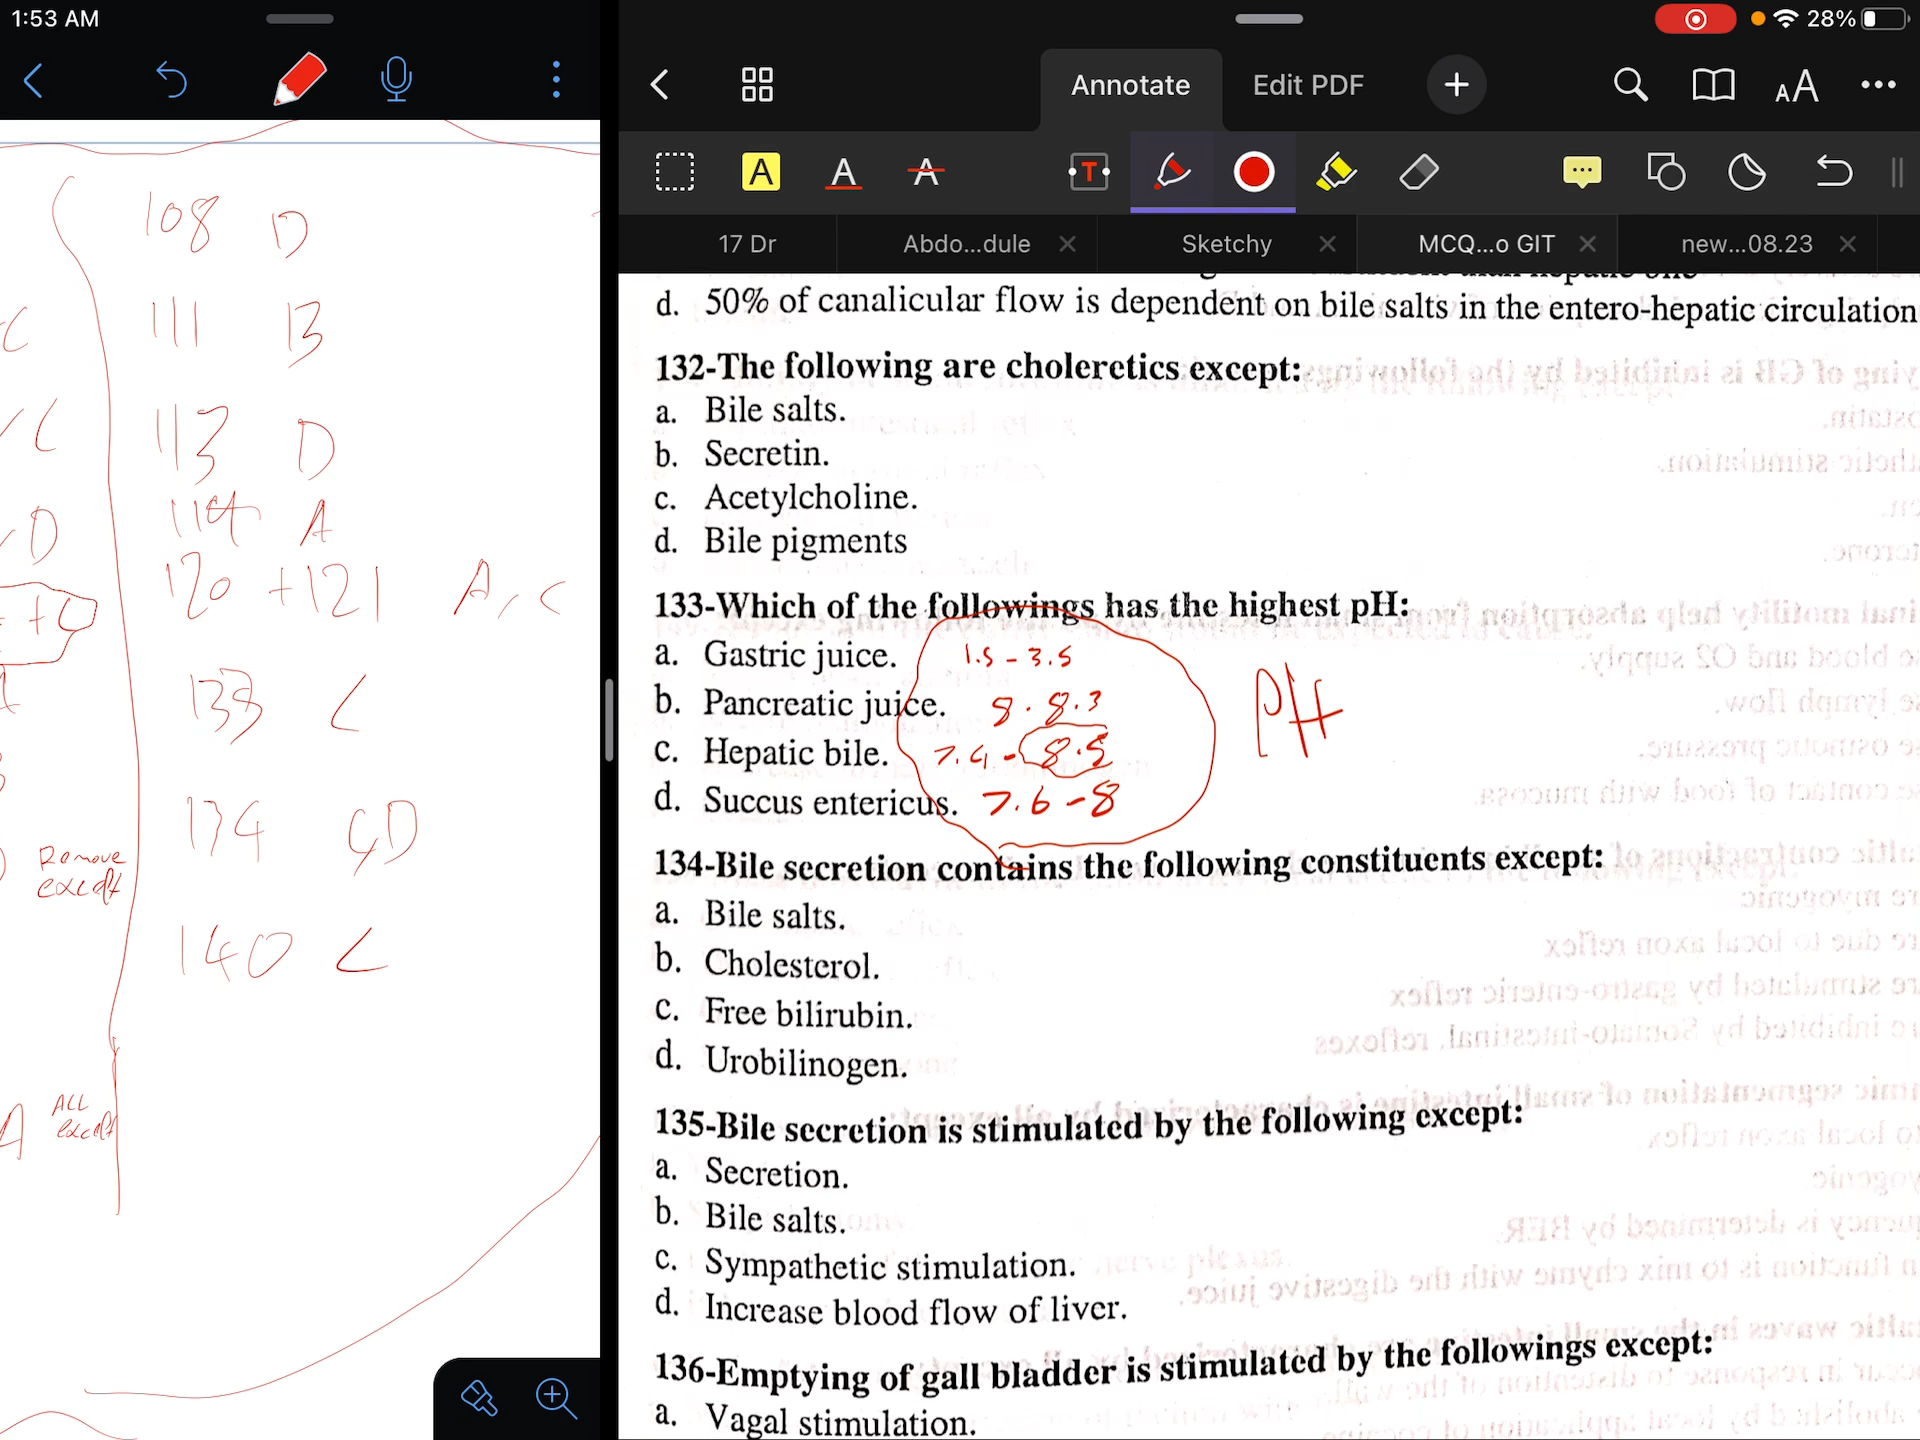 1:53 AM
28%
Annotate
Edit PDF
A
A
A
T
AA
17 Dr
Abdo...dule
Sketchy
MCQ...o GIT
new...08.23
108 D
111 B
113 D
114 A
120 + 121 A, C
133 C
134 C,D
140 C
C
C
D
+ C
Remove
except
A
ALL
except
d. 50% of canalicular flow is dependent on bile salts in the entero-hepatic circulation
132-The following are choleretics except:
a. Bile salts.
b. Secretin.
c. Acetylcholine.
d. Bile pigments
133-Which of the followings has the highest pH:
a. Gastric juice. 1.5 - 3.5
b. Pancreatic juice. 8 - 8.3
c. Hepatic bile. 7.4 - 8.5
d. Succus entericus. 7.6 - 8
PH
134-Bile secretion contains the following constituents except:
a. Bile salts.
b. Cholesterol.
c. Free bilirubin.
d. Urobilinogen.
135-Bile secretion is stimulated by the following except:
a. Secretion.
b. Bile salts.
c. Sympathetic stimulation.
d. Increase blood flow of liver.
136-Emptying of gall bladder is stimulated by the followings except:
a. Vagal stimulation.